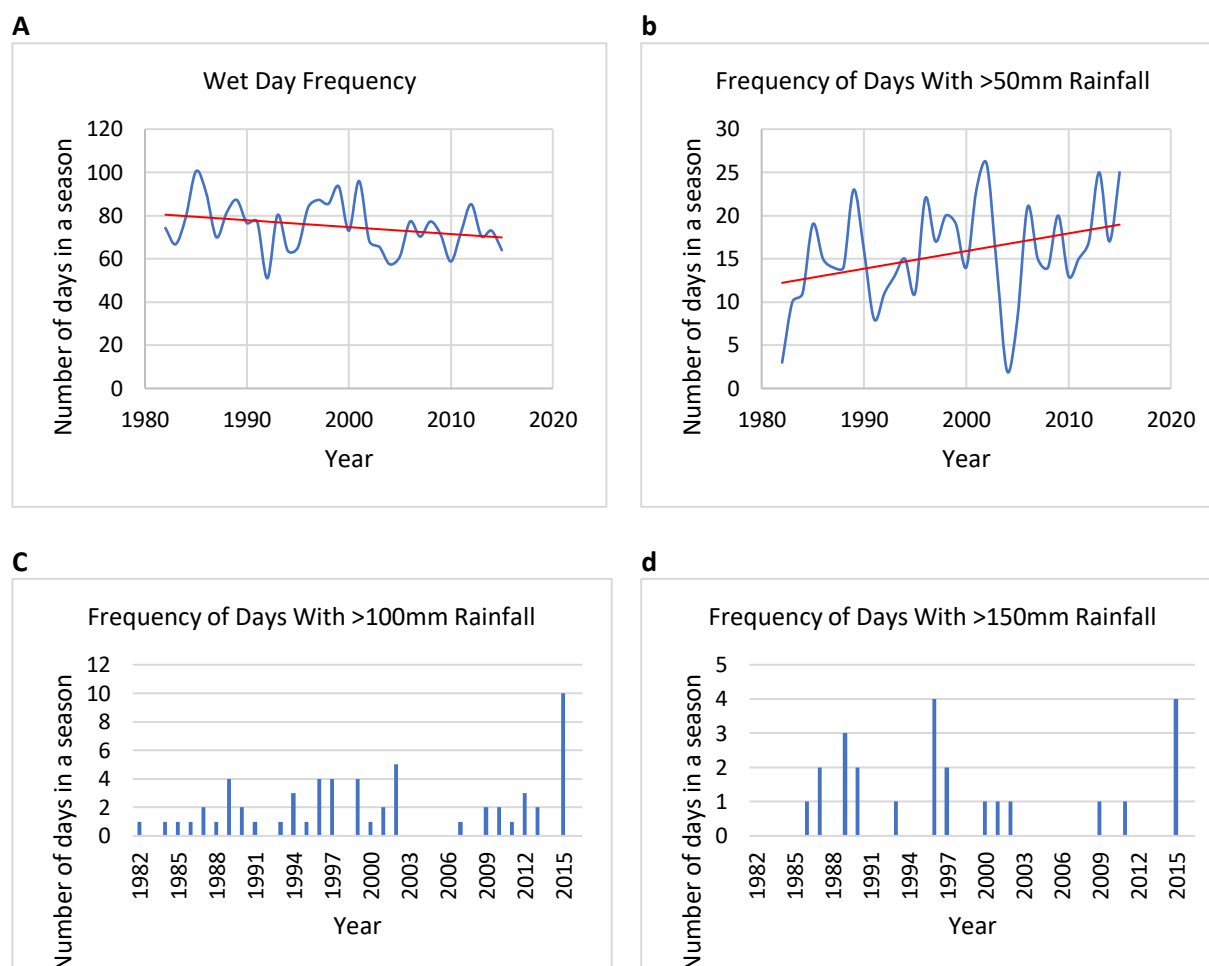 A
Wet Day Frequency
Number of days in a season
120
100
80
60
40
20
0
1980 1990 2000 2010 2020
Year
b
Frequency of Days With >50mm Rainfall
Number of days in a season
30
25
20
15
10
5
0
1980 1990 2000 2010 2020
Year
C
Frequency of Days With >100mm Rainfall
Number of days in a season
12
10
8
6
4
2
0
1982 1985 1988 1991 1994 1997 2000 2003 2006 2009 2012 2015
Year
d
Frequency of Days With >150mm Rainfall
Number of days in a season
5
4
3
2
1
0
1982 1985 1988 1991 1994 1997 2000 2003 2006 2009 2012 2015
Year